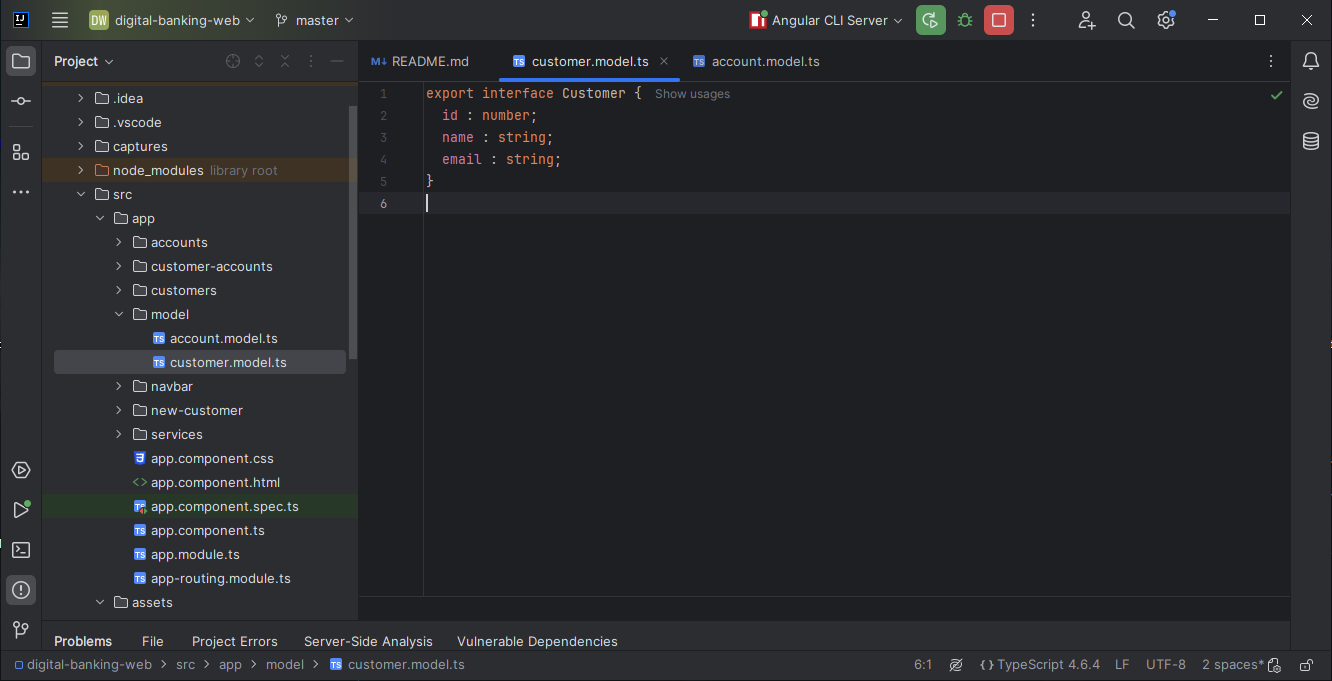 DW digital-banking-web master Angular CLI Server
Project
README.md customer.model.ts account.model.ts
.idea
.vscode
captures
node_modules library root
src
app
accounts
customer-accounts
customers
model
account.model.ts
customer.model.ts
navbar
new-customer
services
app.component.css
app.component.html
app.component.spec.ts
app.component.ts
app.module.ts
app-routing.module.ts
assets
1 export interface Customer { Show usages
2 id : number;
3 name : string;
4 email : string;
5 }
6
Problems File Project Errors Server-Side Analysis Vulnerable Dependencies
digital-banking-web > src > app > model > customer.model.ts 6:1 {} TypeScript 4.6.4 LF UTF-8 2 spaces*